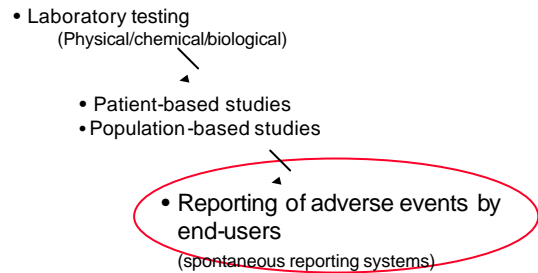 • Laboratory testing
(Physical/chemical/biological)
• Patient-based studies
• Population-based studies
• Reporting of adverse events by
end-users
(spontaneous reporting systems)